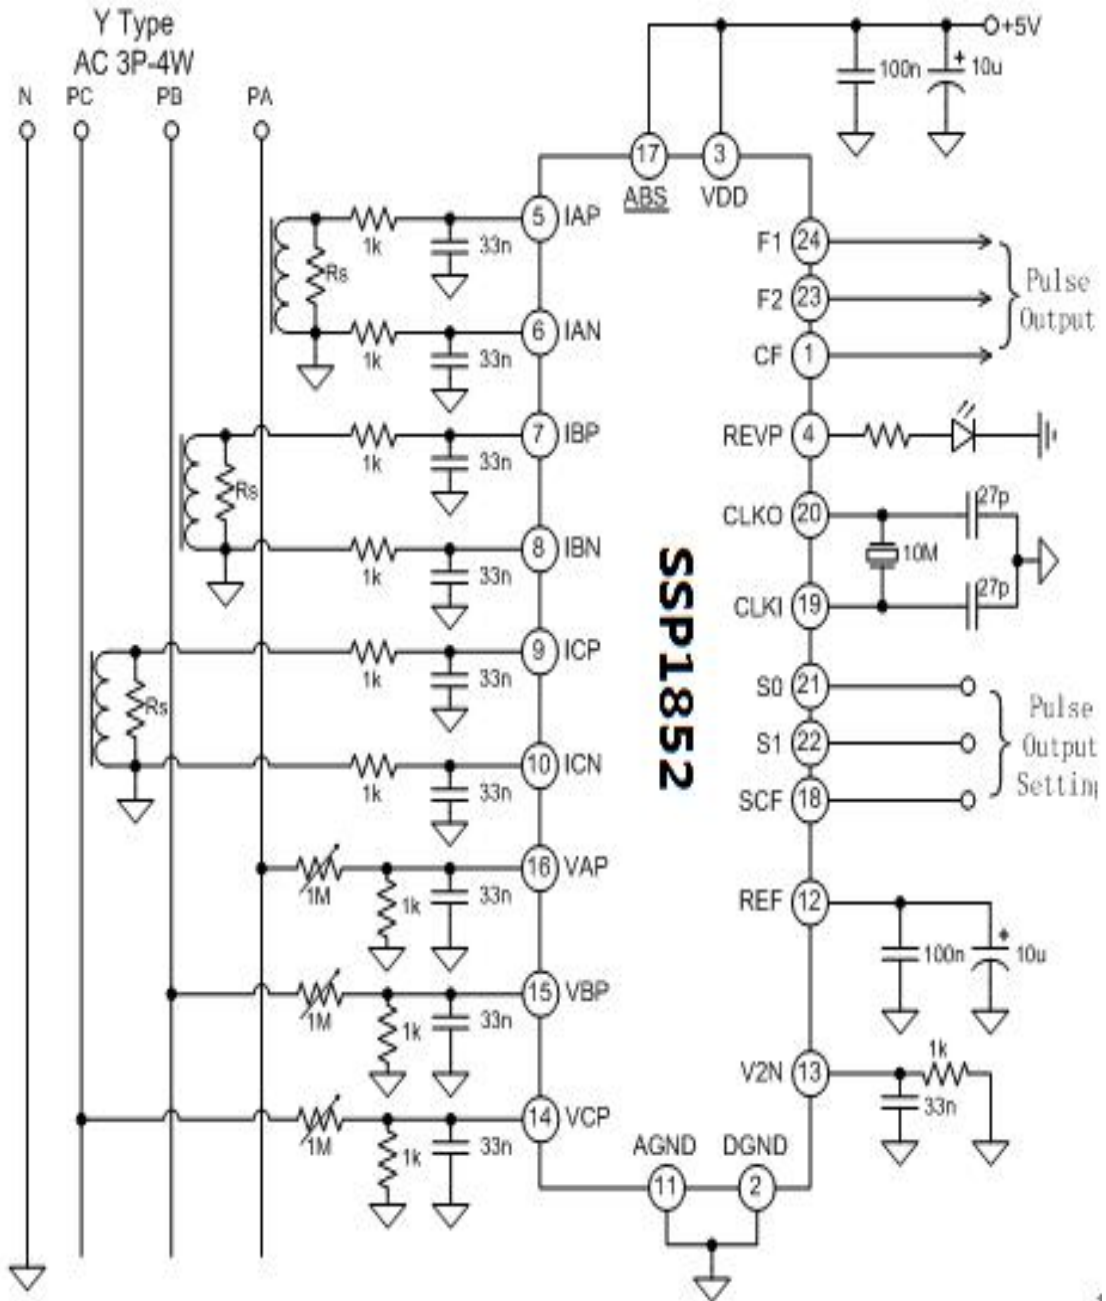 Y Type
AC 3P-4W
N PC PB PA
+5V
100n 10u
17 3
ABS VDD
5 IAP
1k 33n
Rs
6 IAN
1k 33n
7 IBP
1k 33n
Rs
8 IBN
1k 33n
9 ICP
1k 33n
Rs
10 ICN
1k 33n
16 VAP
1M 1k 33n
15 VBP
1M 1k 33n
14 VCP
1M 1k 33n
SSP1852
F1 24
F2 23
CF 1
Pulse
Output
REVP 4
CLKO 20
27p
10M
CLKI 19
27p
S0 21
S1 22
SCF 18
Pulse
Output
Setting
REF 12
100n 10u
V2N 13
1k
33n
AGND DGND
11 2